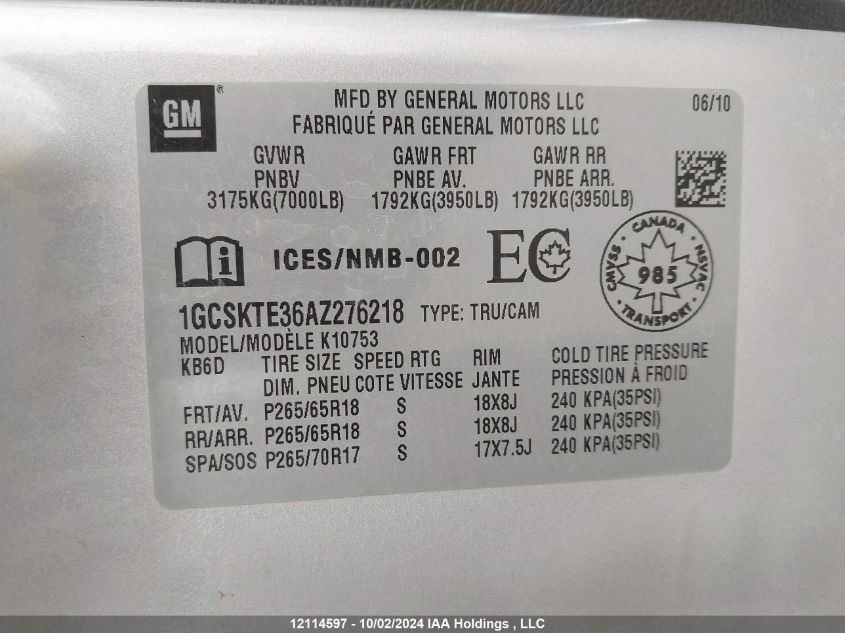 GM ®
MFD BY GENERAL MOTORS LLC 06/10
FABRIQUÉ PAR GENERAL MOTORS LLC
GVWR GAWR FRT GAWR RR
PNBV PNBE AV. PNBE ARR.
3175KG(7000LB) 1792KG(3950LB) 1792KG(3950LB)
i ICES/NMB-002 EC
CANADA
CMVSS 985 NSVAC
TRANSPORT
1GCSKTE36AZ276218 TYPE: TRU/CAM
MODEL/MODÈLE K10753
KB6D TIRE SIZE SPEED RTG RIM COLD TIRE PRESSURE
DIM. PNEU COTE VITESSE JANTE PRESSION À FROID
FRT/AV. P265/65R18 S 18X8J 240 KPA(35PSI)
RR/ARR. P265/65R18 S 18X8J 240 KPA(35PSI)
SPA/SOS P265/70R17 S 17X7.5J 240 KPA(35PSI)
12114597 - 10/02/2024 IAA Holdings , LLC